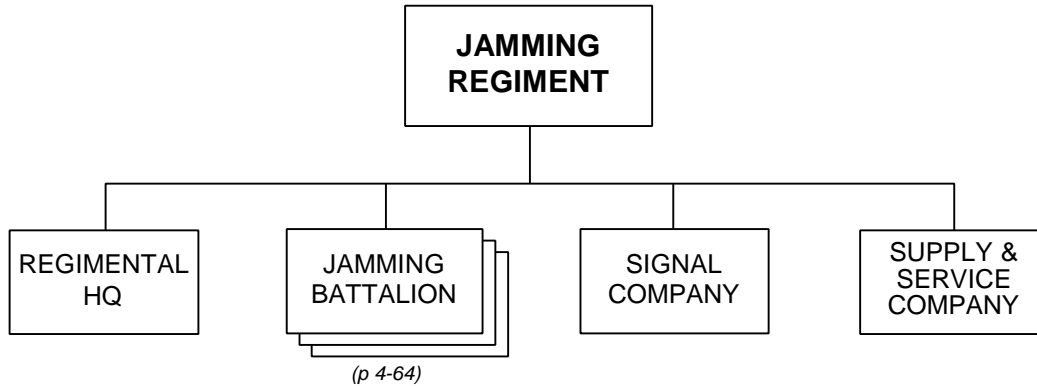 JAMMING
REGIMENT
REGIMENTAL
HQ
JAMMING
BATTALION
SIGNAL
COMPANY
SUPPLY &
SERVICE
COMPANY
(p 4-64)